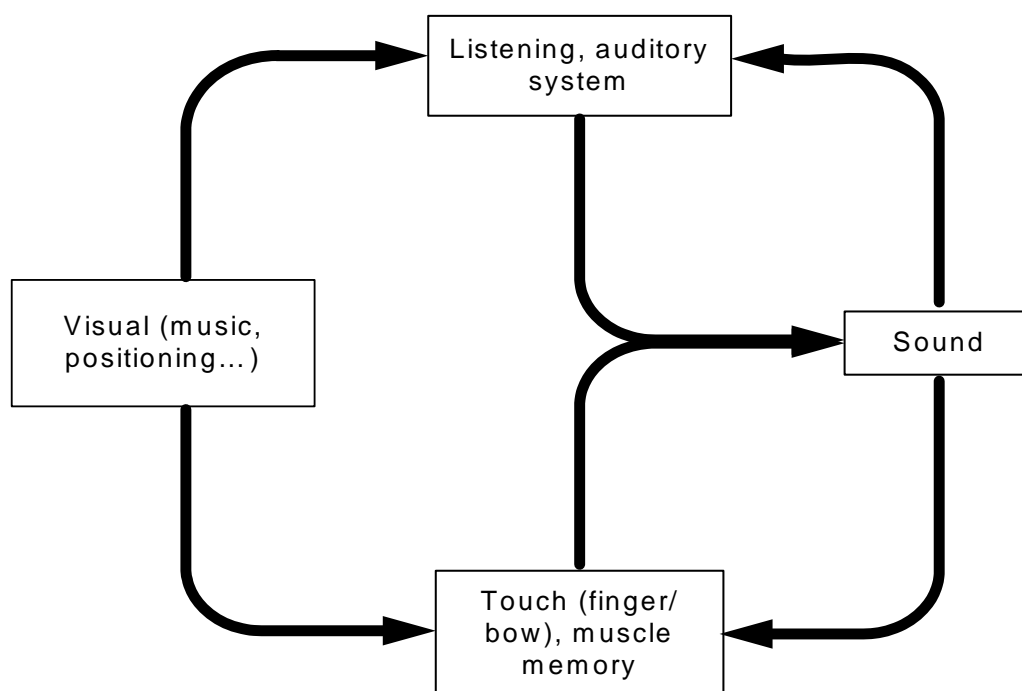 Listening, auditory
system
Visual (music,
positioning…)
Sound
Touch (finger/
bow), muscle
memory